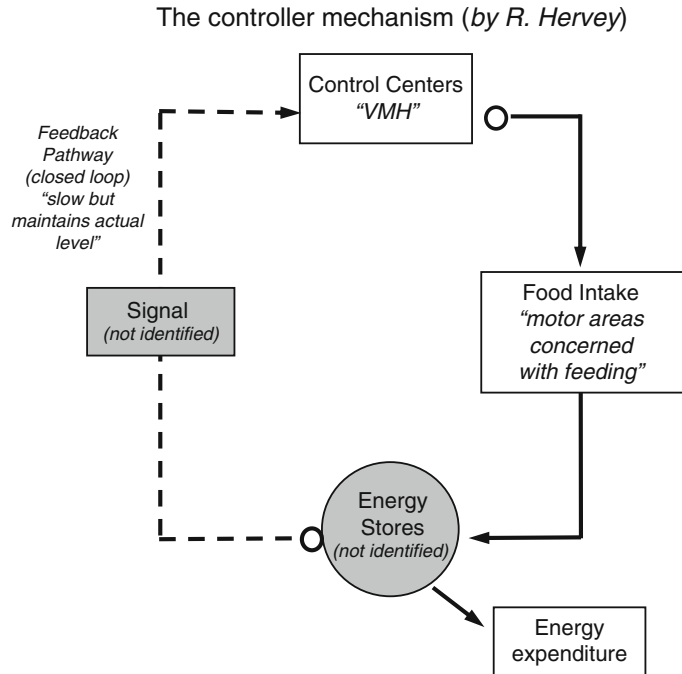 The controller mechanism (by R. Hervey)
Control Centers
“VMH”
Feedback
Pathway
(closed loop)
“slow but
maintains actual
level”
Signal
(not identified)
Food Intake
“motor areas
concerned
with feeding”
Energy
Stores
(not identified)
Energy
expenditure